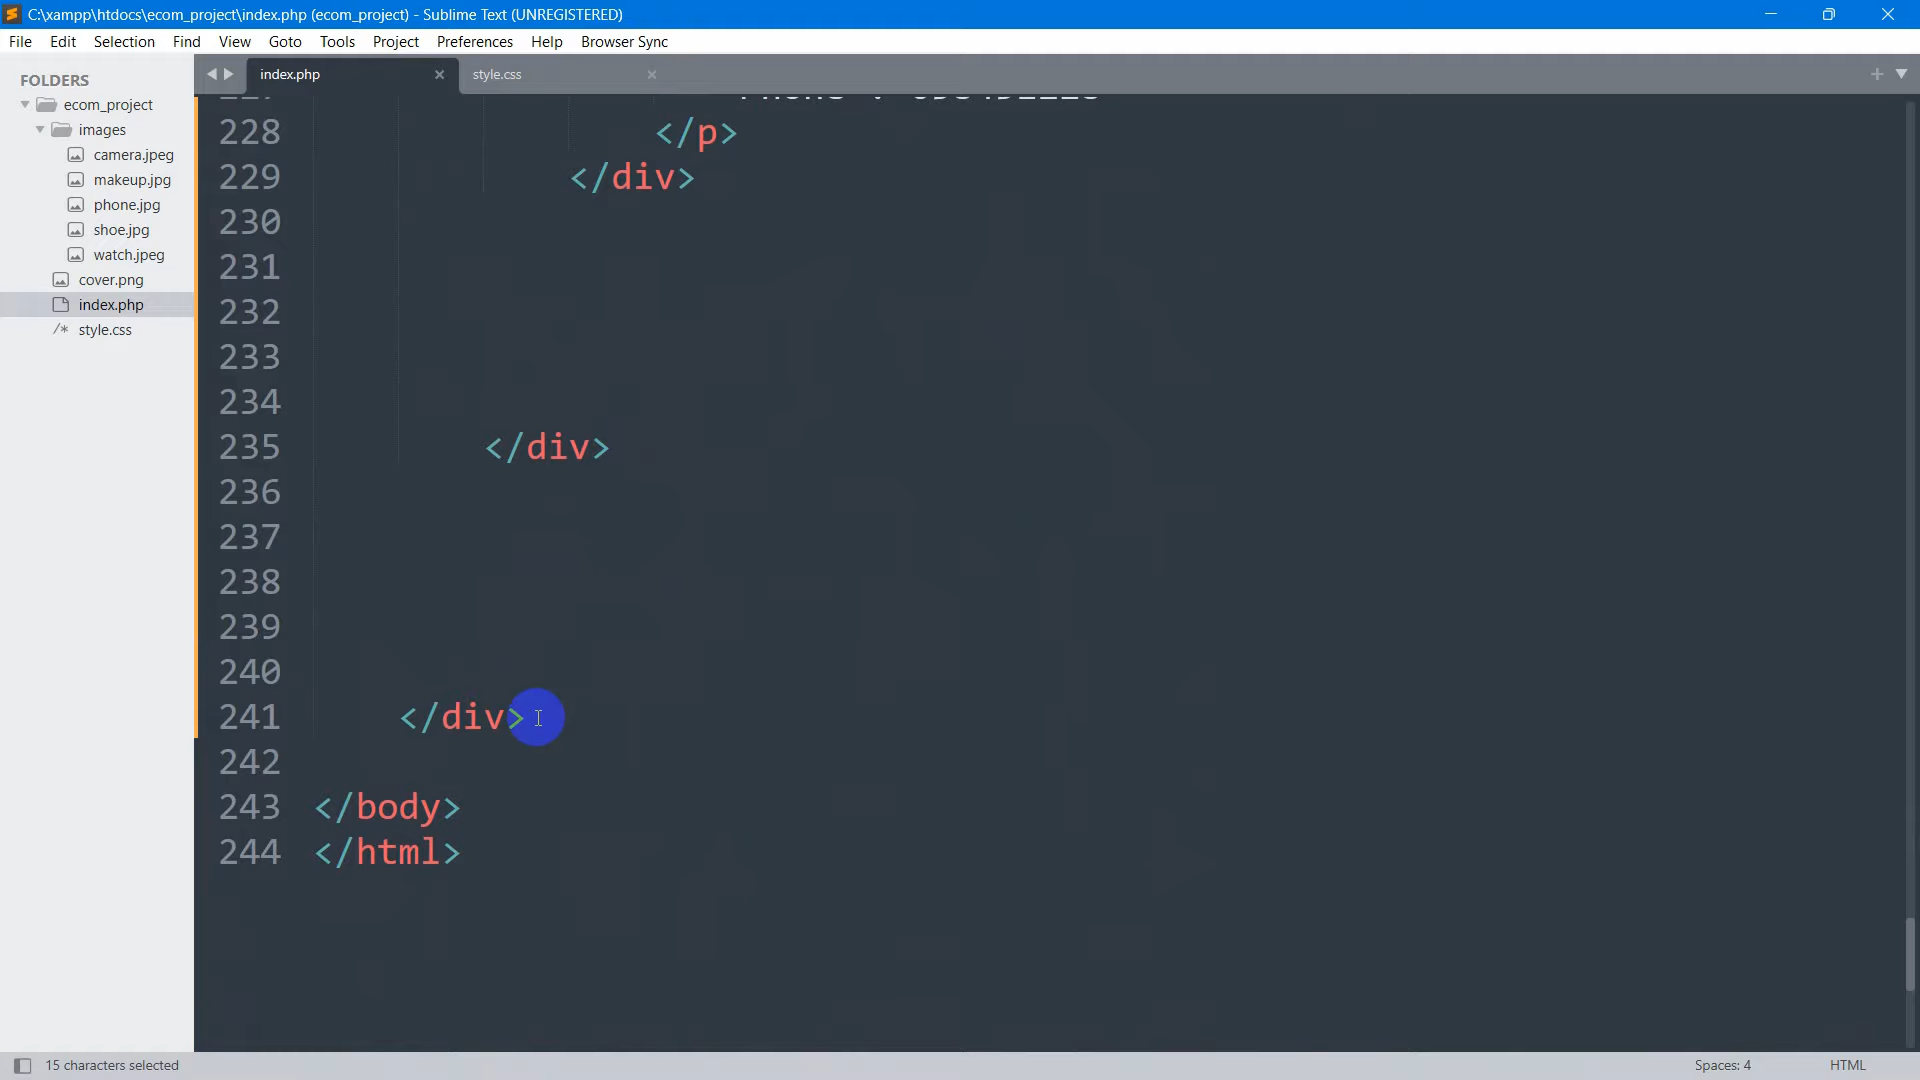 C:\xampp\htdocs\ecom_project\index.php (ecom_project) - Sublime Text (UNREGISTERED)
File Edit Selection Find View Goto Tools Project Preferences Help Browser Sync
FOLDERS
ecom_project
images
camera.jpeg
makeup.jpg
phone.jpg
shoe.jpg
watch.jpeg
cover.png
index.php
/* style.css
index.php style.css
228 </p>
229 </div>
230
231
232
233
234
235 </div>
236
237
238
239
240
241 </div>
242
243 </body>
244 </html>
15 characters selected Spaces: 4 HTML